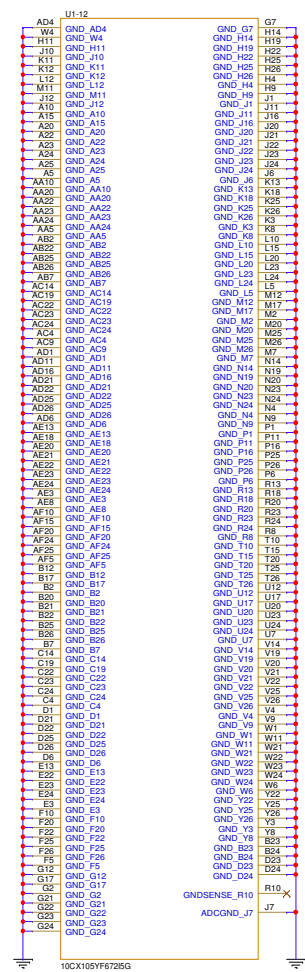 U1-12
AD4 GND_AD4
W4 GND_W4
H11 GND_H11
J10 GND_J10
K11 GND_K11
K12 GND_K12
L12 GND_L12
M11 GND_M11
J12 GND_J12
A10 GND_A10
A15 GND_A15
A20 GND_A20
A22 GND_A22
A23 GND_A23
A24 GND_A24
A25 GND_A25
A5 GND_A5
AA10 GND_AA10
AA20 GND_AA20
AA22 GND_AA22
AA23 GND_AA23
AA24 GND_AA24
AA5 GND_AA5
AB2 GND_AB2
AB22 GND_AB22
AB25 GND_AB25
AB26 GND_AB26
AB7 GND_AB7
AC14 GND_AC14
AC19 GND_AC19
AC22 GND_AC22
AC23 GND_AC23
AC24 GND_AC24
AC4 GND_AC4
AC9 GND_AC9
AD1 GND_AD1
AD11 GND_AD11
AD16 GND_AD16
AD21 GND_AD21
AD22 GND_AD22
AD25 GND_AD25
AD26 GND_AD26
AD6 GND_AD6
AE13 GND_AE13
AE18 GND_AE18
AE20 GND_AE20
AE21 GND_AE21
AE22 GND_AE22
AE23 GND_AE23
AE24 GND_AE24
AE3 GND_AE3
AE8 GND_AE8
AF10 GND_AF10
AF15 GND_AF15
AF20 GND_AF20
AF24 GND_AF24
AF25 GND_AF25
AF5 GND_AF5
B12 GND_B12
B17 GND_B17
B2 GND_B2
B20 GND_B20
B21 GND_B21
B22 GND_B22
B25 GND_B25
B26 GND_B26
B7 GND_B7
C14 GND_C14
C19 GND_C19
C22 GND_C22
C23 GND_C23
C24 GND_C24
C4 GND_C4
D1 GND_D1
D21 GND_D21
D22 GND_D22
D25 GND_D25
D26 GND_D26
D6 GND_D6
E13 GND_E13
E22 GND_E22
E23 GND_E23
E24 GND_E24
E3 GND_E3
F10 GND_F10
F20 GND_F20
F22 GND_F22
F25 GND_F25
F26 GND_F26
F5 GND_F5
G12 GND_G12
G17 GND_G17
G2 GND_G2
G21 GND_G21
G22 GND_G22
G23 GND_G23
G24 GND_G24
GND_G7 G7
GND_H14 H14
GND_H19 H19
GND_H22 H22
GND_H25 H25
GND_H26 H26
GND_H4 H4
GND_H9 H9
GND_J1 J1
GND_J11 J11
GND_J16 J16
GND_J20 J20
GND_J21 J21
GND_J22 J22
GND_J23 J23
GND_J24 J24
GND_J6 J6
GND_K13 K13
GND_K18 K18
GND_K25 K25
GND_K26 K26
GND_K3 K3
GND_K8 K8
GND_L10 L10
GND_L15 L15
GND_L20 L20
GND_L23 L23
GND_L24 L24
GND_L5 L5
GND_M12 M12
GND_M17 M17
GND_M2 M2
GND_M20 M20
GND_M25 M25
GND_M26 M26
GND_M7 M7
GND_N14 N14
GND_N19 N19
GND_N20 N20
GND_N23 N23
GND_N24 N24
GND_N4 N4
GND_N9 N9
GND_P1 P1
GND_P11 P11
GND_P16 P16
GND_P25 P25
GND_P26 P26
GND_P6 P6
GND_R13 R13
GND_R18 R18
GND_R20 R20
GND_R23 R23
GND_R24 R24
GND_R8 R8
GND_T10 T10
GND_T15 T15
GND_T20 T20
GND_T25 T25
GND_T26 T26
GND_U12 U12
GND_U17 U17
GND_U20 U20
GND_U23 U23
GND_U24 U24
GND_U7 U7
GND_V14 V14
GND_V19 V19
GND_V20 V20
GND_V21 V21
GND_V22 V22
GND_V25 V25
GND_V26 V26
GND_V4 V4
GND_V9 V9
GND_W1 W1
GND_W11 W11
GND_W21 W21
GND_W22 W22
GND_W23 W23
GND_W24 W24
GND_W6 W6
GND_Y22 Y22
GND_Y25 Y25
GND_Y26 Y26
GND_Y3 Y3
GND_Y8 Y8
GND_B23 B23
GND_B24 B24
GND_D23 D23
GND_D24 D24
GNDSENSE_R10 R10
ADCGND_J7 J7
10CX105YF672I5G